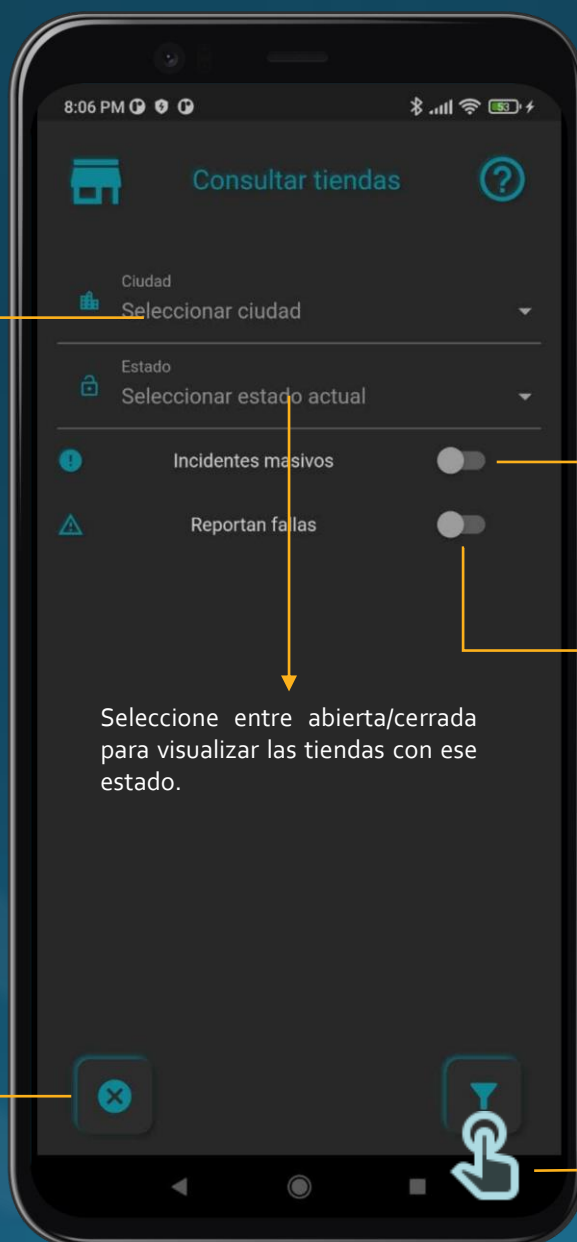 8:06 PM
53
Consultar tiendas
Ciudad
Seleccionar ciudad
Estado
Seleccionar estado actual
Incidentes masivos
Reportan fallas
Seleccione entre abierta/cerrada
para visualizar las tiendas con ese
estado.